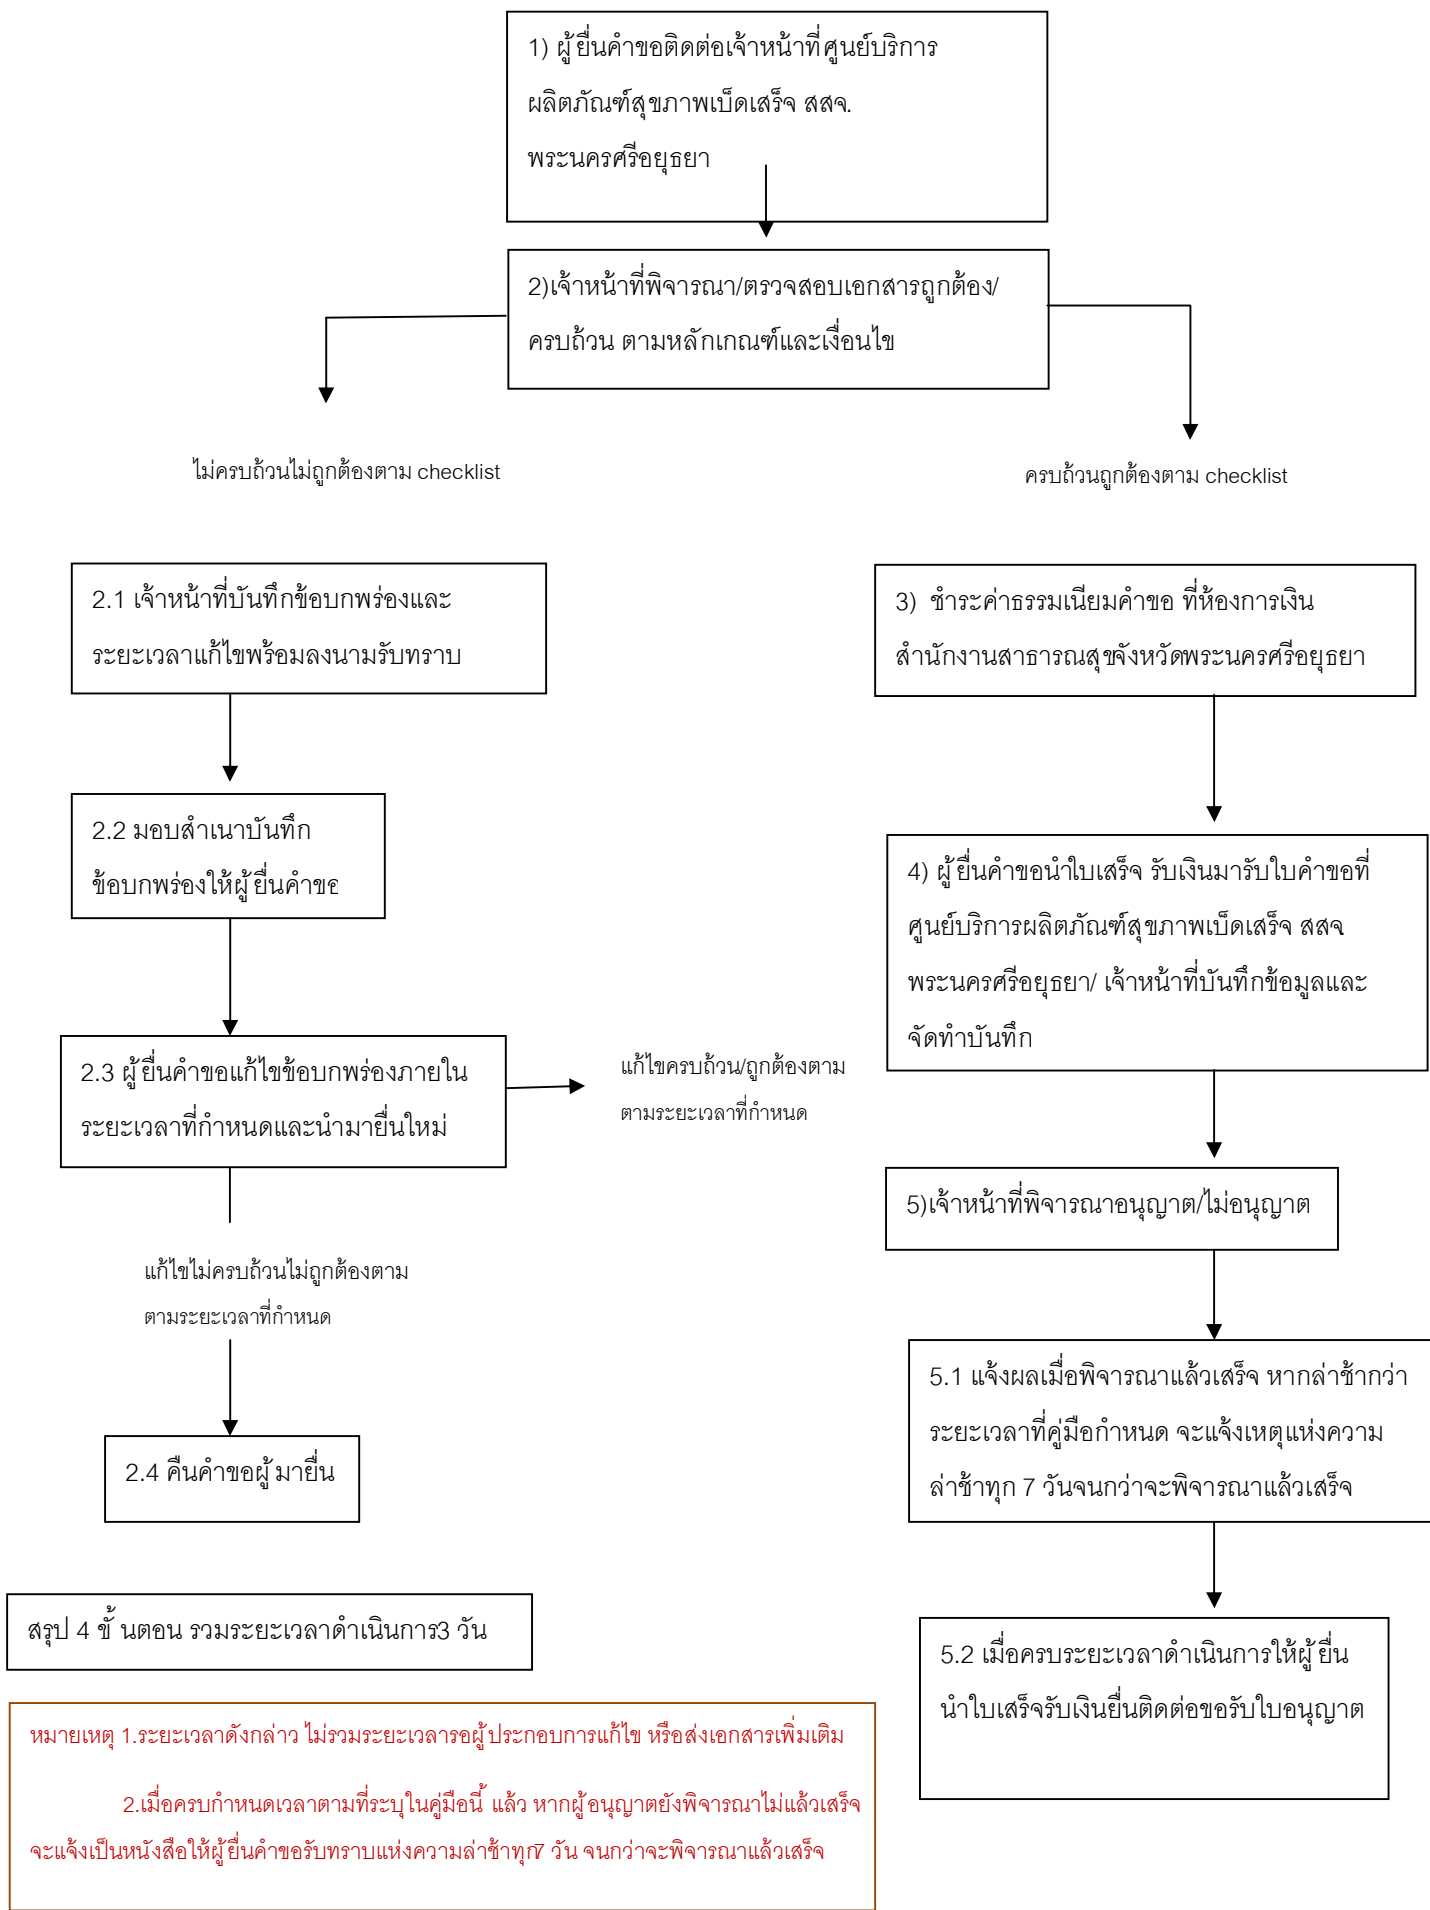 1) ผู้ยื่นคำขอติดต่อเจ้าหน้าที่ศูนย์บริการ
ผลิตภัณฑ์สุขภาพเบ็ดเสร็จ สสจ.
พระนครศรีอยุธยา
2)เจ้าหน้าที่พิจารณา/ตรวจสอบเอกสารถูกต้อง/
ครบถ้วน ตามหลักเกณฑ์และเงื่อนไข
ไม่ครบถ้วนไม่ถูกต้องตาม checklist
ครบถ้วนถูกต้องตาม checklist
2.1 เจ้าหน้าที่บันทึกข้อบกพร่องและ
ระยะเวลาแก้ไขพร้อมลงนามรับทราบ
3) ชำระค่าธรรมเนียมคำขอ ที่ห้องการเงิน
สำนักงานสาธารณสุขจังหวัดพระนครศรีอยุธยา
2.2 มอบสำเนาบันทึก
ข้อบกพร่องให้ผู้ยื่นคำขอ
4) ผู้ยื่นคำขอนำใบเสร็จ รับเงินมารับใบคำขอที่
ศูนย์บริการผลิตภัณฑ์สุขภาพเบ็ดเสร็จ สสจ
พระนครศรีอยุธยา/ เจ้าหน้าที่บันทึกข้อมูลและ
จัดทำบันทึก
2.3 ผู้ยื่นคำขอแก้ไขข้อบกพร่องภายใน
ระยะเวลาที่กำหนดและนำมายื่นใหม่
แก้ไขครบถ้วน/ถูกต้องตาม
ตามระยะเวลาที่กำหนด
5)เจ้าหน้าที่พิจารณาอนุญาต/ไม่อนุญาต
แก้ไขไม่ครบถ้วนไม่ถูกต้องตาม
ตามระยะเวลาที่กำหนด
5.1 แจ้งผลเมื่อพิจารณาแล้วเสร็จ หากล่าช้ากว่า
ระยะเวลาที่คู่มือกำหนด จะแจ้งเหตุแห่งความ
ล่าช้าทุก 7 วันจนกว่าจะพิจารณาแล้วเสร็จ
2.4 คืนคำขอผู้มายื่น
สรุป 4 ขั้นตอน รวมระยะเวลาดำเนินการ3 วัน
5.2 เมื่อครบระยะเวลาดำเนินการให้ผู้ยื่น
นำใบเสร็จรับเงินยื่นติดต่อขอรับใบอนุญาต
หมายเหตุ 1.ระยะเวลาดังกล่าว ไม่รวมระยะเวลารอผู้ประกอบการแก้ไข หรือส่งเอกสารเพิ่มเติม
2.เมื่อครบกำหนดเวลาตามที่ระบุในคู่มือนี้ แล้ว หากผู้อนุญาตยังพิจารณาไม่แล้วเสร็จ
จะแจ้งเป็นหนังสือให้ผู้ยื่นคำขอรับทราบแห่งความล่าช้าทุก7 วัน จนกว่าจะพิจารณาแล้วเสร็จ